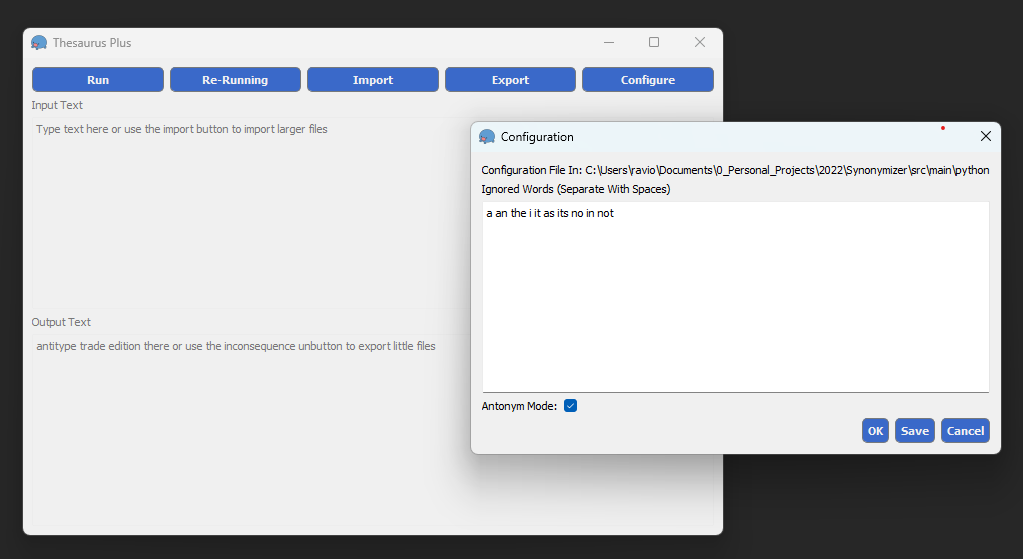 Thesaurus Plus
Run Re-Running Import Export Configure
Input Text
Type text here or use the import button to import larger files
Output Text
antitype trade edition there or use the inconsequence unbutton to export little files
Configuration
Configuration File In: C:\Users\ravio\Documents\0_Personal_Projects\2022\Synonymizer\src\main\python
Ignored Words (Separate With Spaces)
a an the i it as its no in not
Antonym Mode:
OK Save Cancel